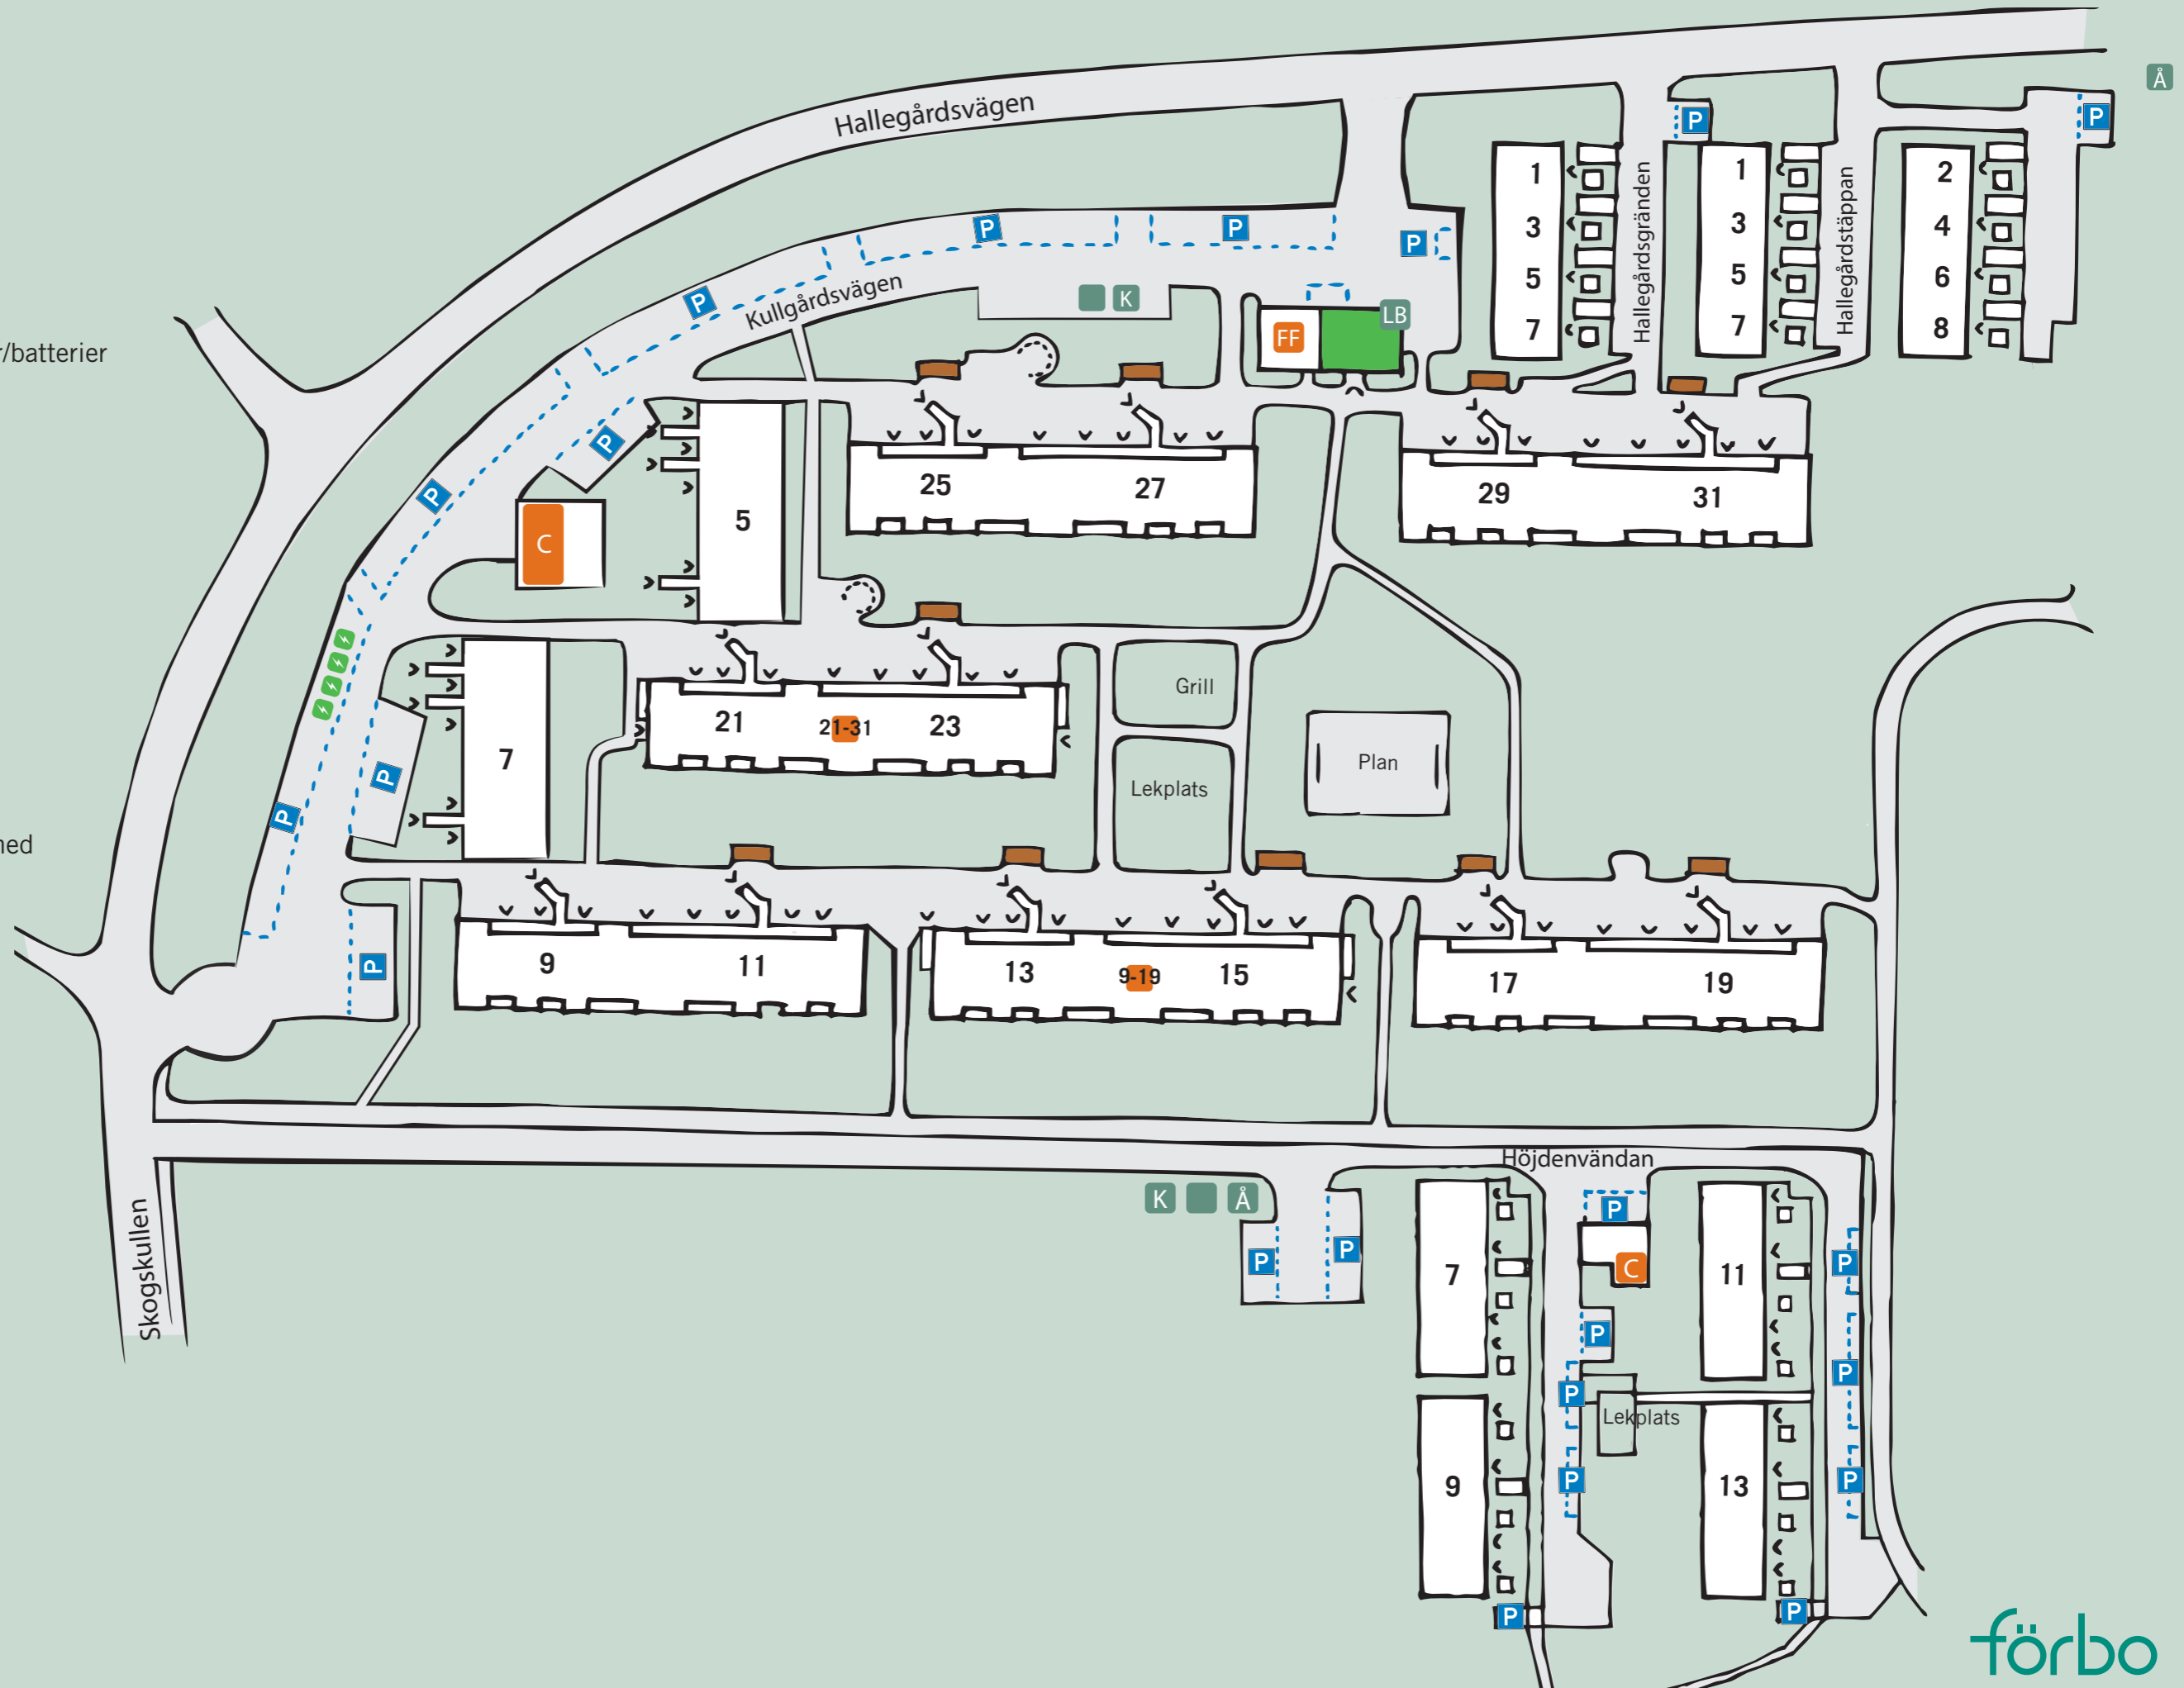 Hallegårdsvägen
Å
P
P
P
P
P
P
Kullgårdsvägen
K
LB
FF
1
3
5
7
Hallegårdsgränden
1
3
5
7
Hallegårdstäppan
2
4
6
8
r/batterier
P
P
C
5
25
27
29
31
7
21
21-31
23
Grill
Plan
Lekplats
P
P
ned
9
11
13
9-19
15
17
19
P
Höjdenvändan
K
Å
P
P
Skogskullen
7
P
C
11
P
P
P
P
Lekplats
P
9
P
13
P
P
P
förbo